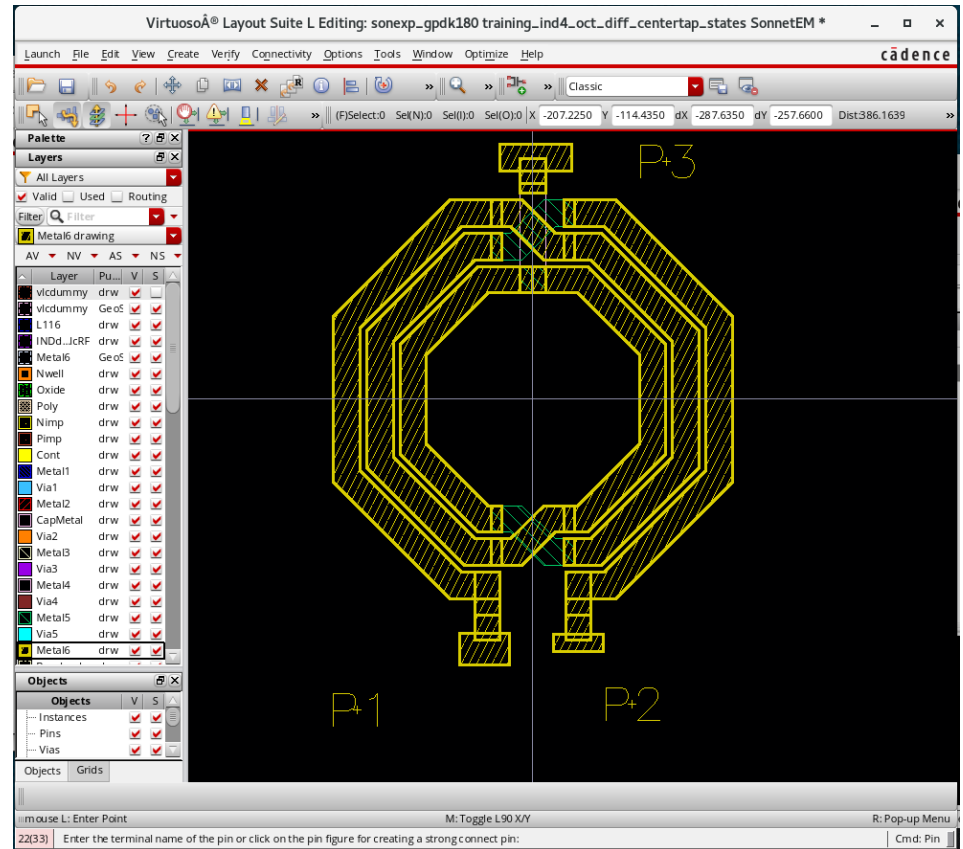 VirtuosoÂ® Layout Suite L Editing: sonexp_gpdk180 training_ind4_oct_diff_centertap_states SonnetEM *
Launch File Edit View Create Verify Connectivity Options Tools Window Optimize Help cādence
» » Classic
» (F)Select:0 Sel(N):0 Sel(I):0 Sel(O):0 X -207.2250 Y -114.4350 dX -287.6350 dY -257.6600 Dist:386.1639 »
Palette
Layers
All Layers
Valid Used Routing
Filter Filter
Metal6 drawing
AV NV AS NS
Layer Pu... V S
vlcdummy drw
vlcdummy GeoS
L116 drw
INDd...lcRF drw
Metal6 GeoS
Nwell drw
Oxide drw
Poly drw
Nimp drw
Pimp drw
Cont drw
Metal1 drw
Via1 drw
Metal2 drw
CapMetal drw
Via2 drw
Metal3 drw
Via3 drw
Metal4 drw
Via4 drw
Metal5 drw
Via5 drw
Metal6 drw
Objects
Objects V S
Instances
Pins
Vias
Objects Grids
P+3
P+1
P+2
mouse L: Enter Point M: Toggle L90 X/Y R: Pop-up Menu
22(33) Enter the terminal name of the pin or click on the pin figure for creating a strong connect pin: Cmd: Pin